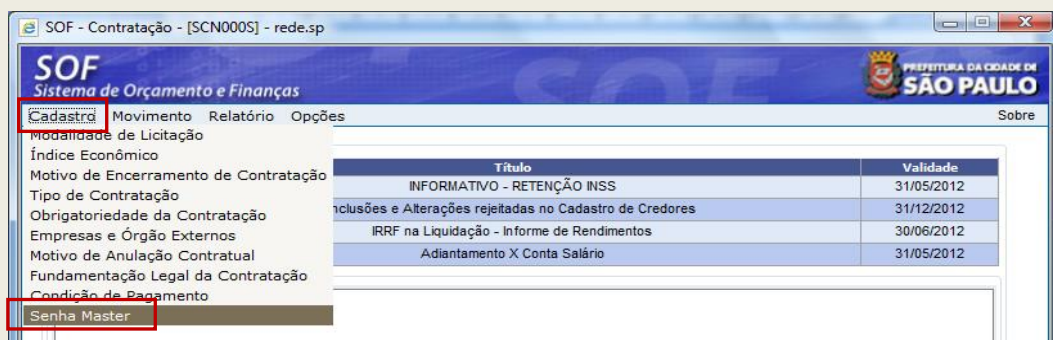 SOF - Contratação - [SCN000S] - rede.sp
SOF
Sistema de Orçamento e Finanças
PREFEITURA DA CIDADE DE
SÃO PAULO
Cadastro Movimento Relatório Opções Sobre
Modalidade de Licitação
Índice Econômico
Motivo de Encerramento de Contratação
Tipo de Contratação
Obrigatoriedade da Contratação
Empresas e Órgão Externos
Motivo de Anulação Contratual
Fundamentação Legal da Contratação
Condição de Pagamento
Senha Master
Título Validade
INFORMATIVO - RETENÇÃO INSS 31/05/2012
nclusões e Alterações rejeitadas no Cadastro de Credores 31/12/2012
IRRF na Liquidação - Informe de Rendimentos 30/06/2012
Adiantamento X Conta Salário 31/05/2012